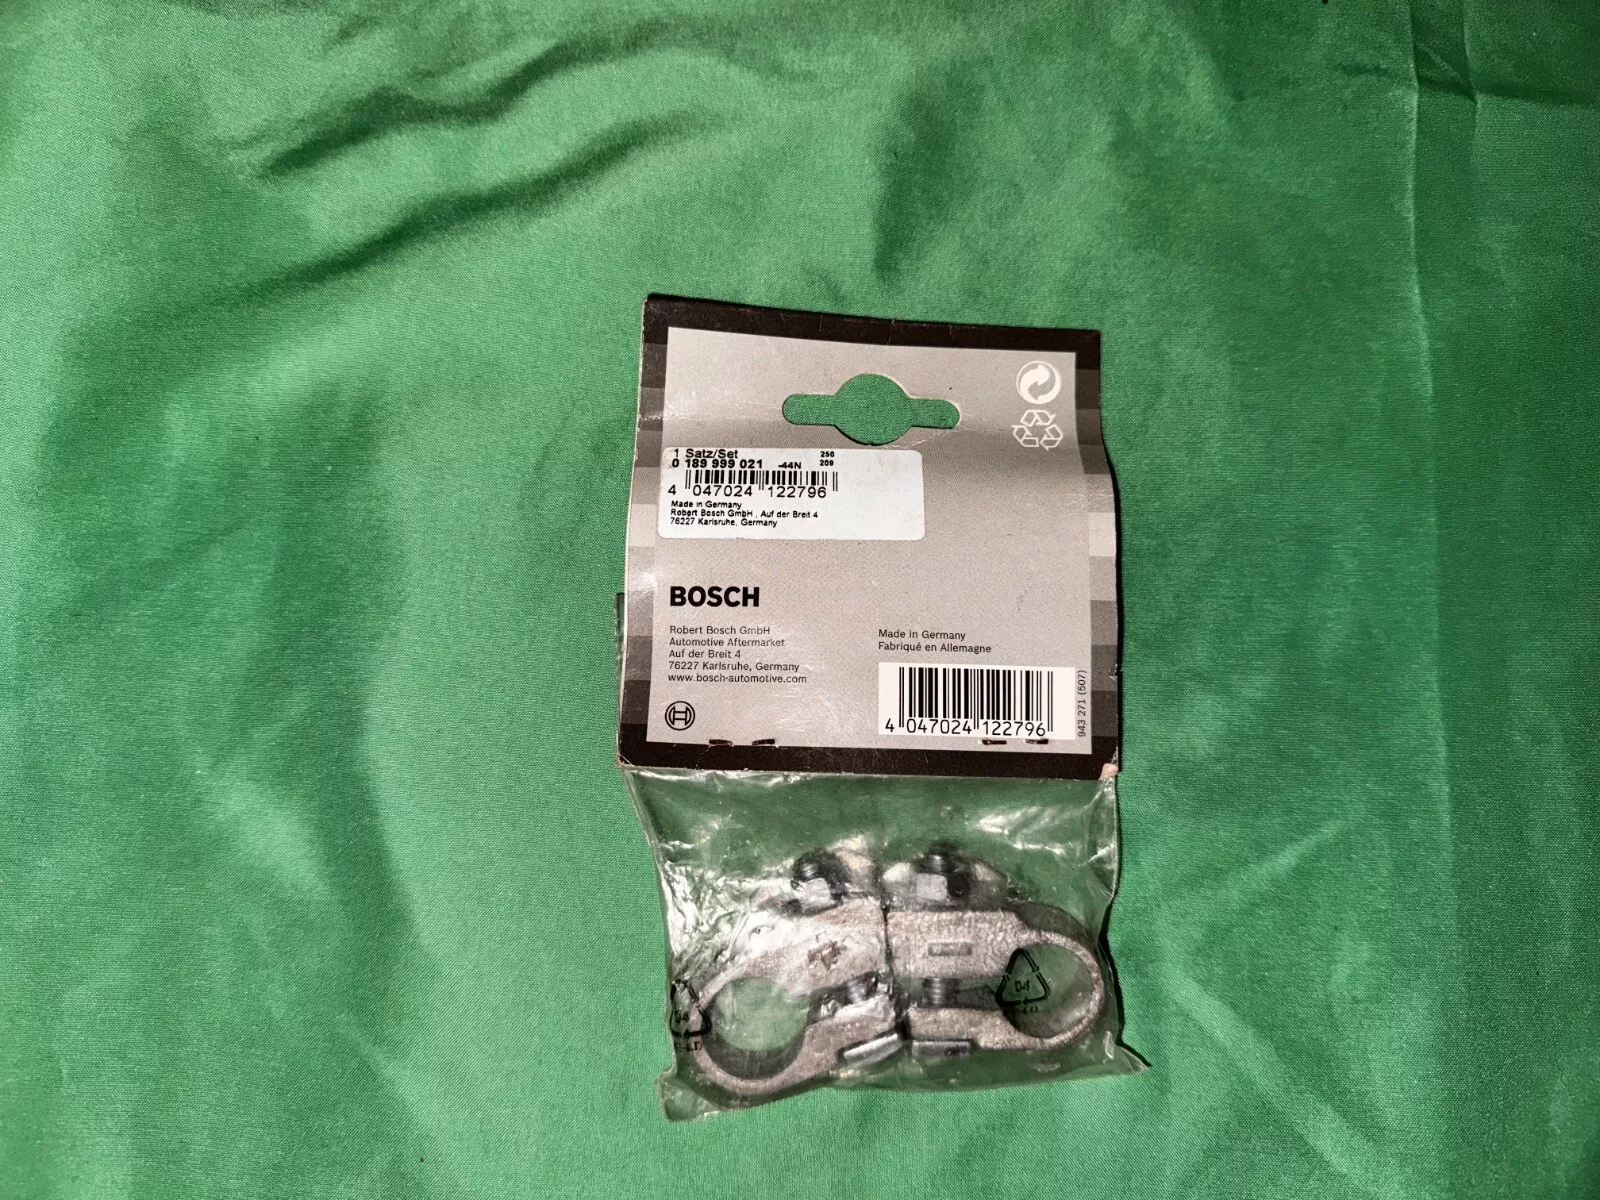 1 Satz/Set 250
0 189 999 021 -44N 209
4 047024 122796
Made in Germany
Robert Bosch GmbH , Auf der Breit 4
76227 Karlsruhe, Germany
BOSCH
Robert Bosch GmbH
Automotive Aftermarket
Auf der Breit 4
76227 Karlsruhe, Germany
www.bosch-automotive.com
Made in Germany
Fabriqué en Allemagne
4 047024 122796
943 271 (507)
04